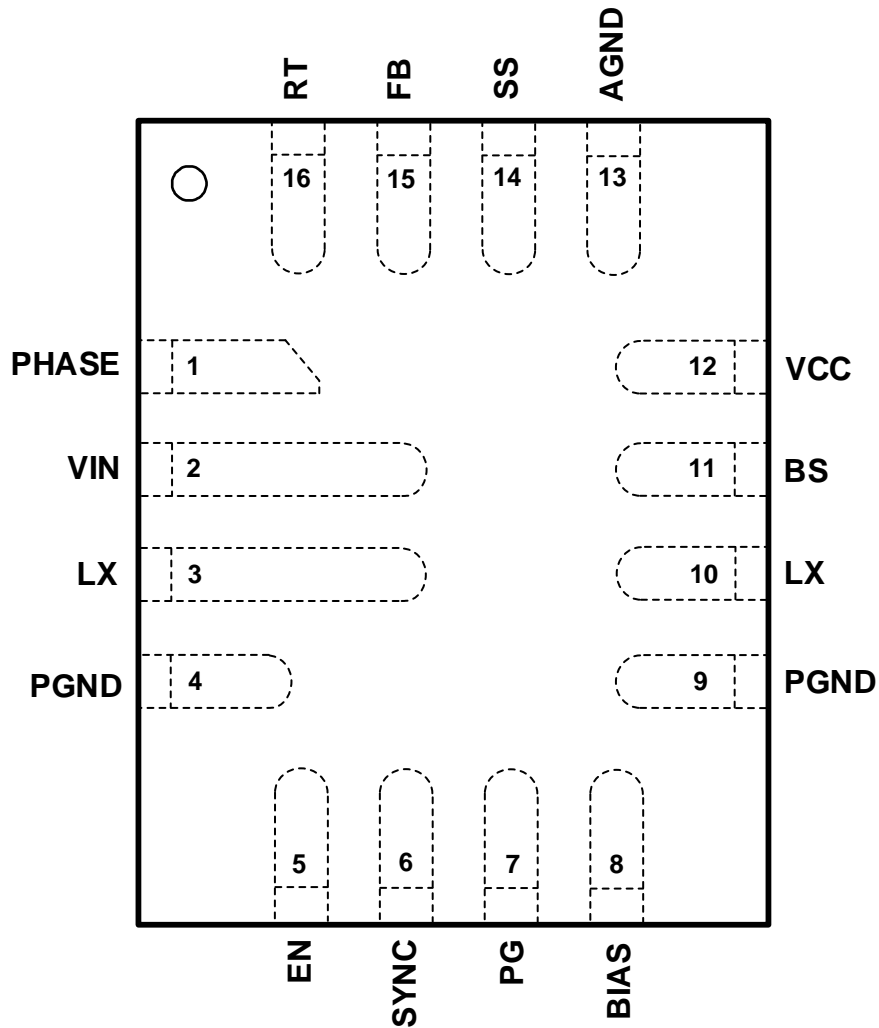 RT FB SS AGND
16 15 14 13
PHASE 1 12 VCC
VIN 2 11 BS
LX 3 10 LX
PGND 4 9 PGND
5 6 7 8
EN SYNC PG BIAS